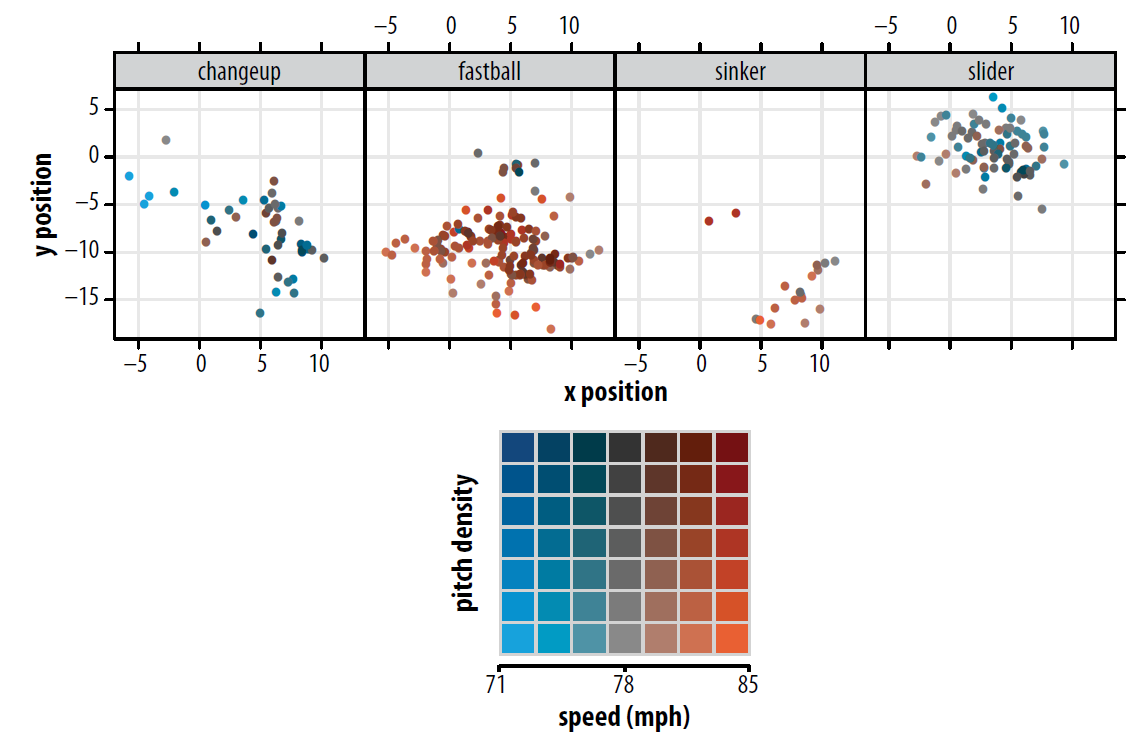 −5 0 5 10 −5 0 5 10
changeup fastball sinker slider
5
0
−5
−10
−15
y position
−5 0 5 10 −5 0 5 10
x position
pitch density
71 78 85
speed (mph)